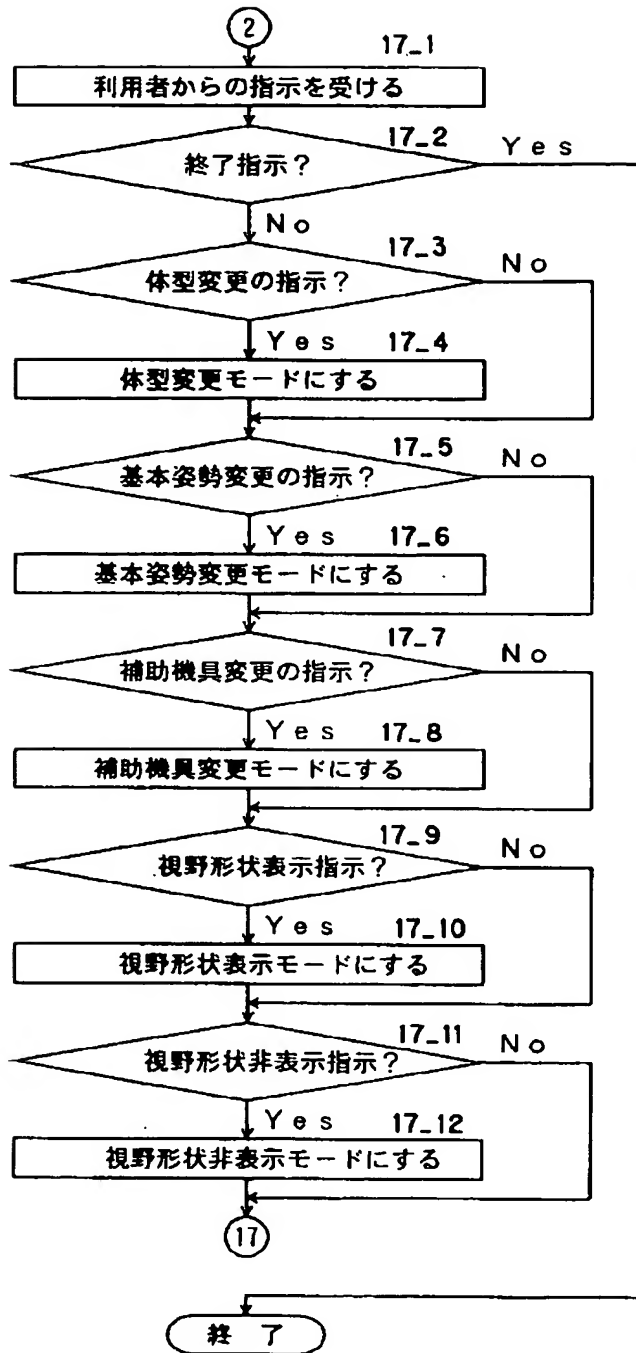 2
17_1
利用者からの指示を受ける
17_2
終了指示？
Yes
No
17_3
体型変更の指示？
No
Yes
17_4
体型変更モードにする
17_5
基本姿勢変更の指示？
No
Yes
17_6
基本姿勢変更モードにする
17_7
補助機具変更の指示？
No
Yes
17_8
補助機具変更モードにする
17_9
視野形状表示指示？
No
Yes
17_10
視野形状表示モードにする
17_11
視野形状非表示指示？
No
Yes
17_12
視野形状非表示モードにする
17
終了